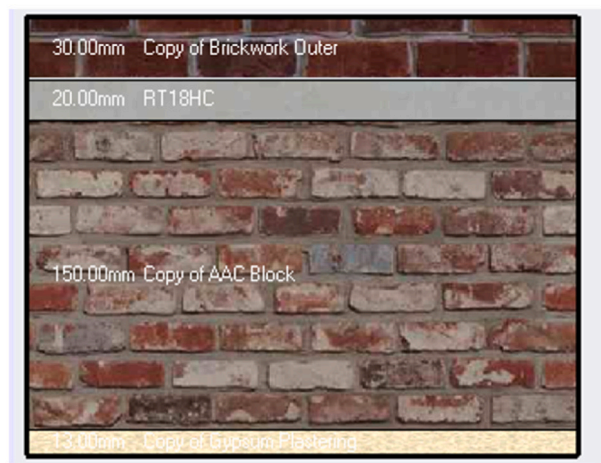 30.00mm Copy of Brickwork Outer
20.00mm RT18HC
150.00mm Copy of AAC Block
13.00mm Copy of Gypsum Plastering